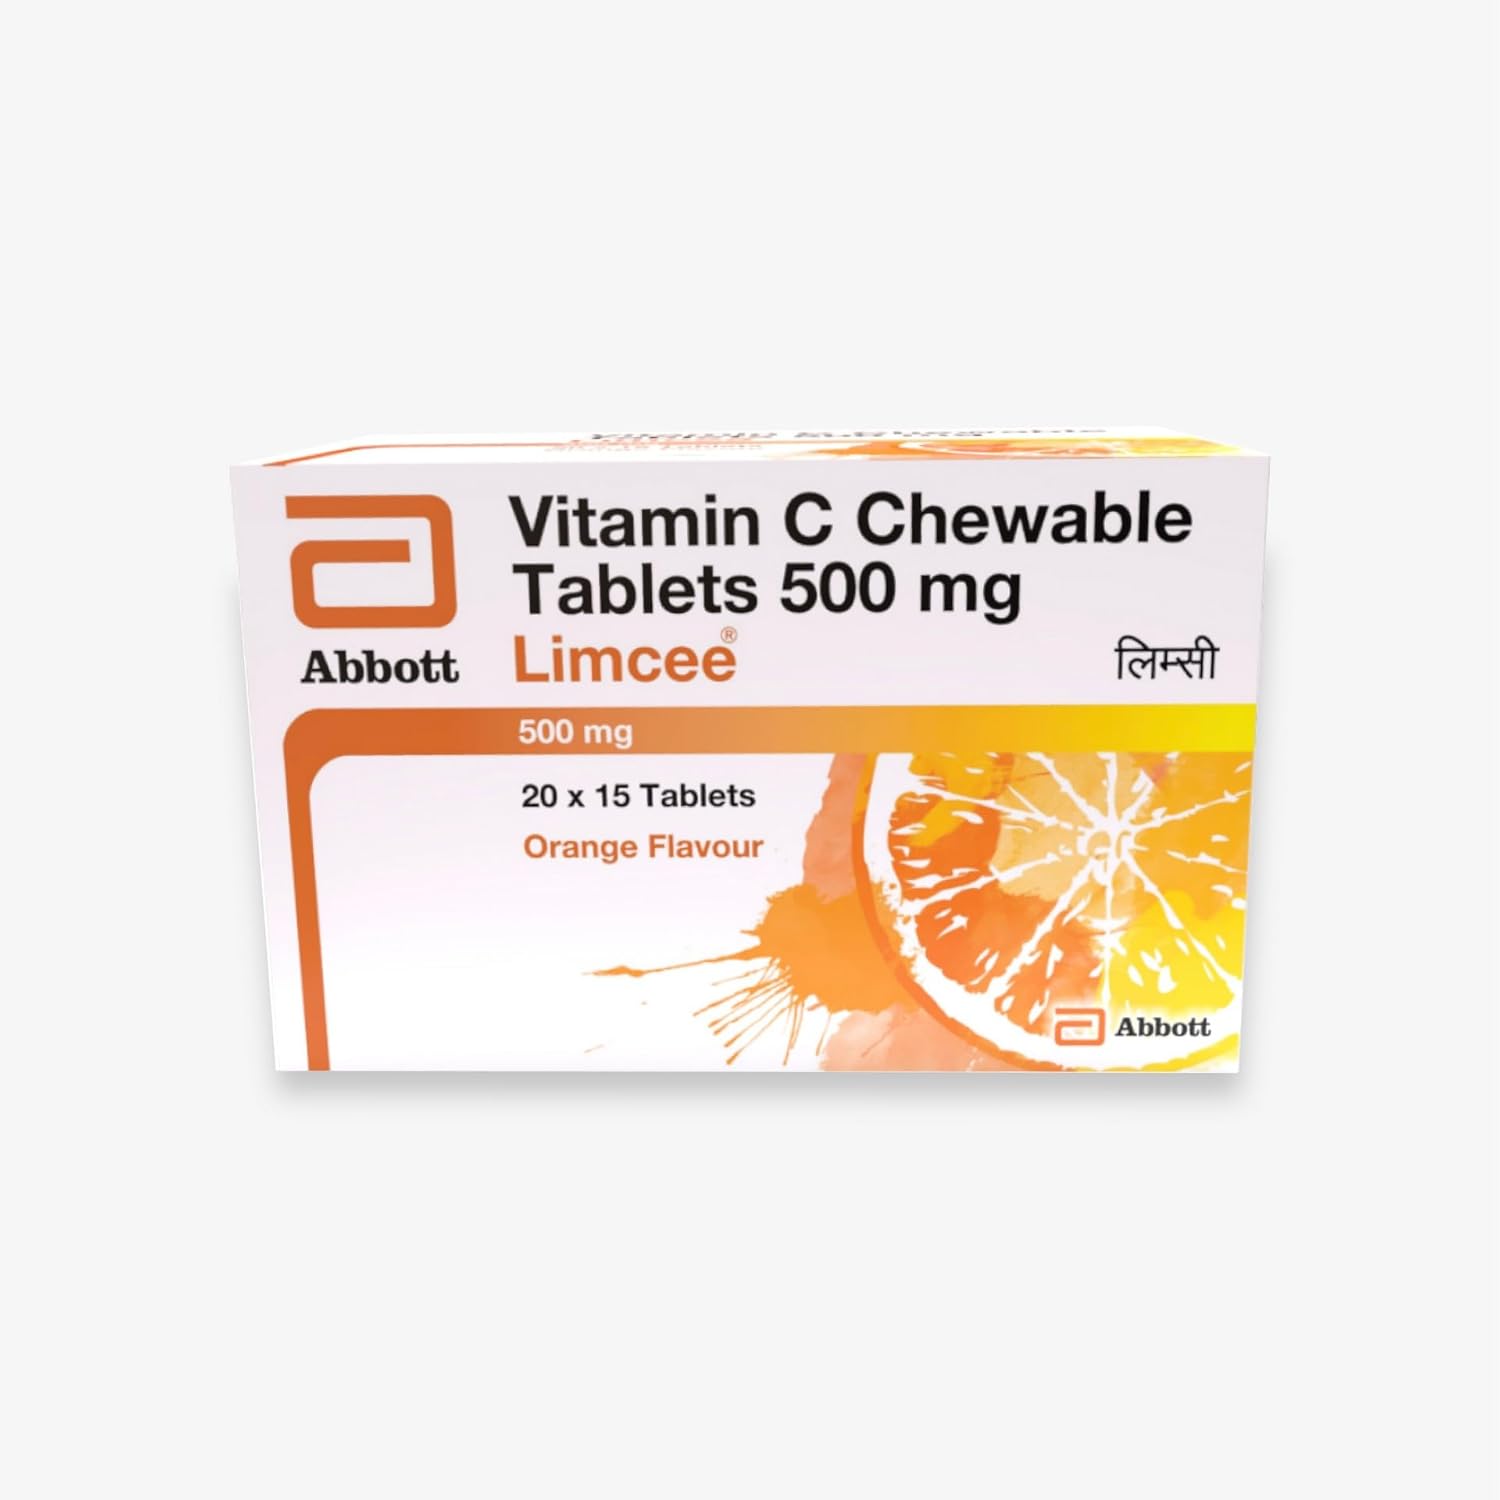 Vitamin C Chewable
Tablets 500 mg
Limcee®
लिम्सी
Abbott
500 mg
20 x 15 Tablets
Orange Flavour
Abbott